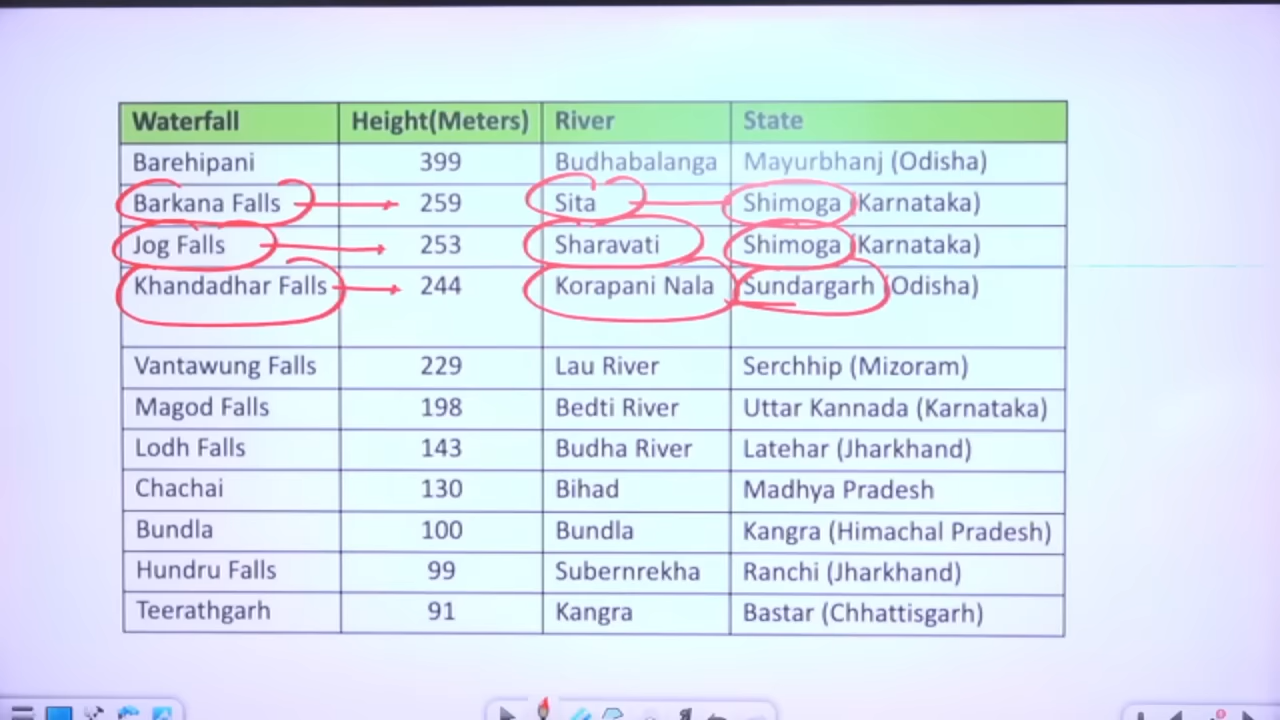 Waterfall Height(Meters) River State
Barehipani 399 Budhabalanga Mayurbhanj (Odisha)
Barkana Falls 259 Sita Shimoga (Karnataka)
Jog Falls 253 Sharavati Shimoga (Karnataka)
Khandadhar Falls 244 Korapani Nala Sundargarh (Odisha)
Vantawung Falls 229 Lau River Serchhip (Mizoram)
Magod Falls 198 Bedti River Uttar Kannada (Karnataka)
Lodh Falls 143 Budha River Latehar (Jharkhand)
Chachai 130 Bihad Madhya Pradesh
Bundla 100 Bundla Kangra (Himachal Pradesh)
Hundru Falls 99 Subernrekha Ranchi (Jharkhand)
Teerathgarh 91 Kangra Bastar (Chhattisgarh)